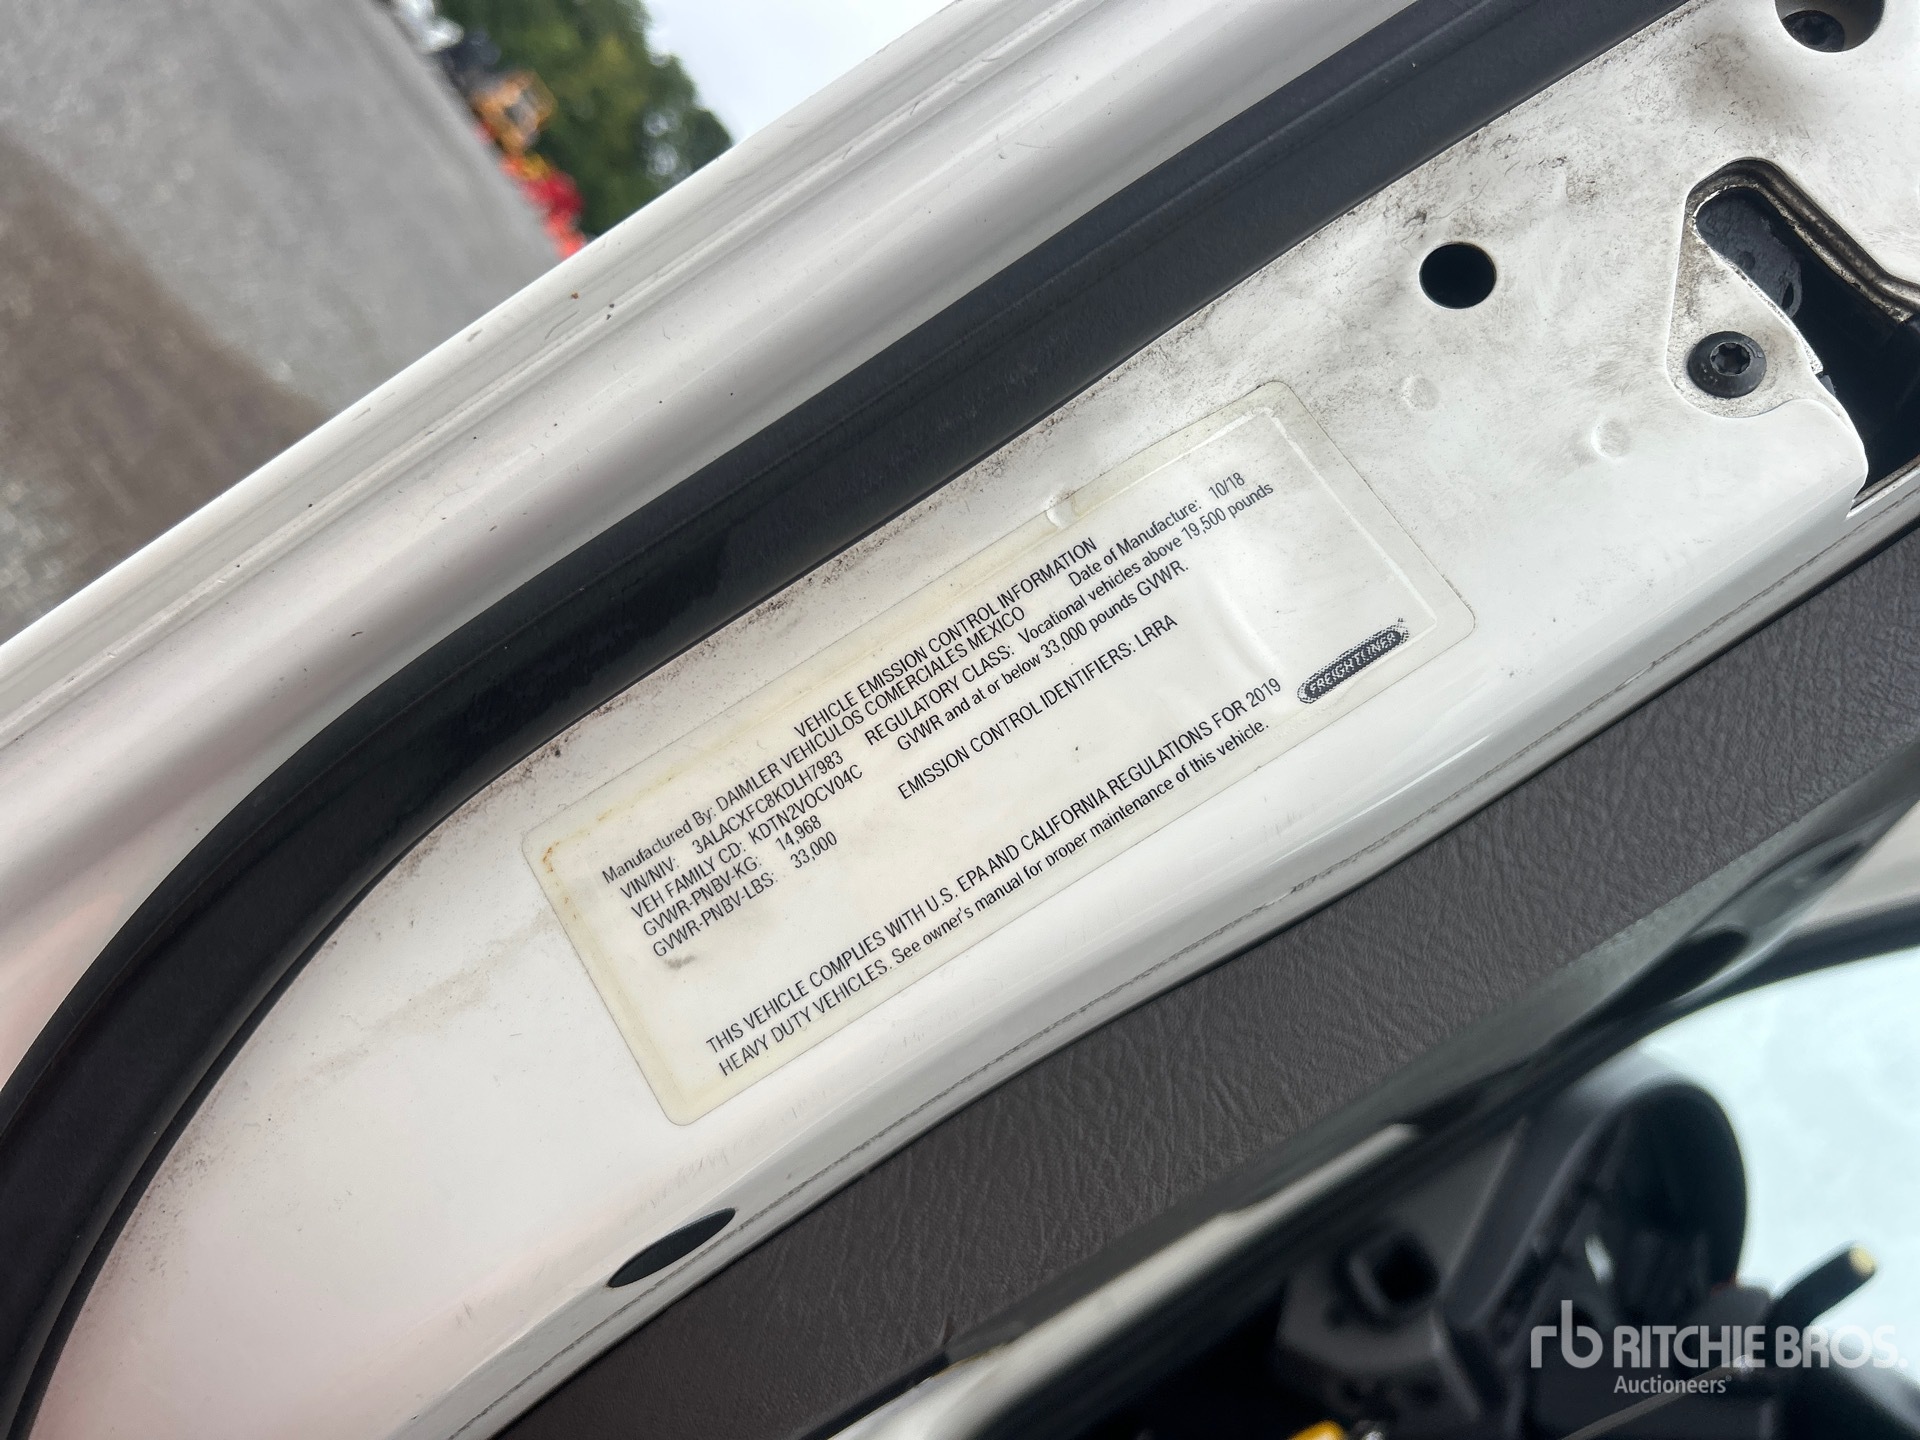 VEHICLE EMISSION CONTROL INFORMATION
Manufactured By: DAIMLER VEHICULOS COMERCIALES MEXICO Date of Manufacture: 10/18
VIN/NIV: 3ALACXFC8KDLH7983 REGULATORY CLASS: Vocational vehicles above 19,500 pounds
VEH FAMILY CD: KDTN2VOCV04C GVWR and at or below 33,000 pounds GVWR.
GVWR-PNBV-KG: 14,968
GVWR-PNBV-LBS: 33,000 EMISSION CONTROL IDENTIFIERS: LRRA
THIS VEHICLE COMPLIES WITH U.S. EPA AND CALIFORNIA REGULATIONS FOR 2019
HEAVY DUTY VEHICLES. See owner's manual for proper maintenance of this vehicle.
FREIGHTLINER
rb RITCHIE BROS.
Auctioneers